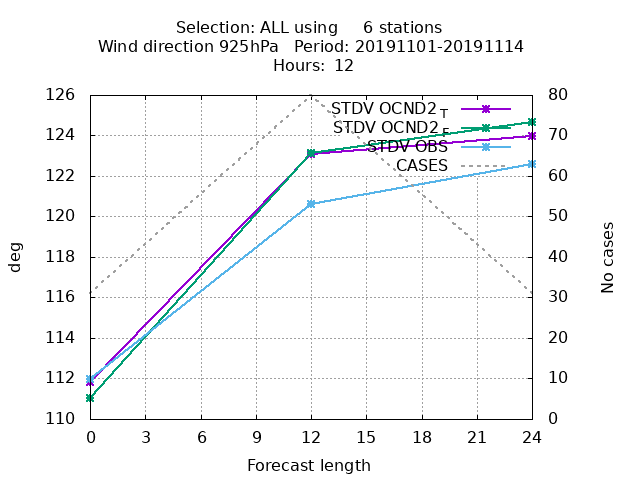 Selection: ALL using     6 stations
Wind direction 925hPa   Period: 20191101-20191114
Hours:  12
126
124
122
120
118
116
114
112
110
deg
STDV OCND2_T
STDV OCND2_F
STDV OBS
CASES
80
70
60
50
40
30
20
10
0
No cases
0 3 6 9 12 15 18 21 24
Forecast length